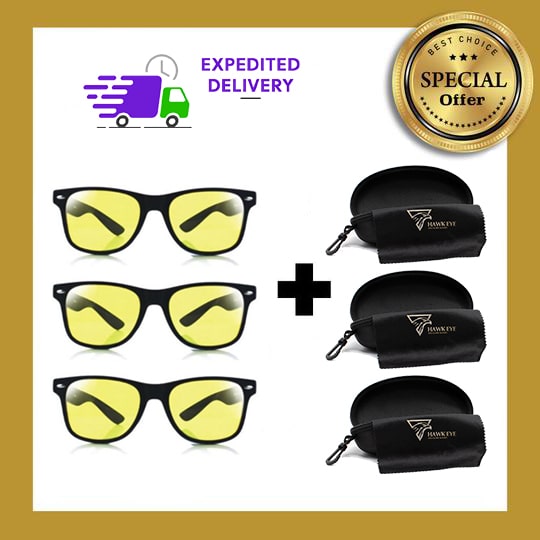 EXPEDITED
DELIVERY
BEST CHOICE
SPECIAL
Offer
HAWK EYE
HAWK EYE
HAWK EYE